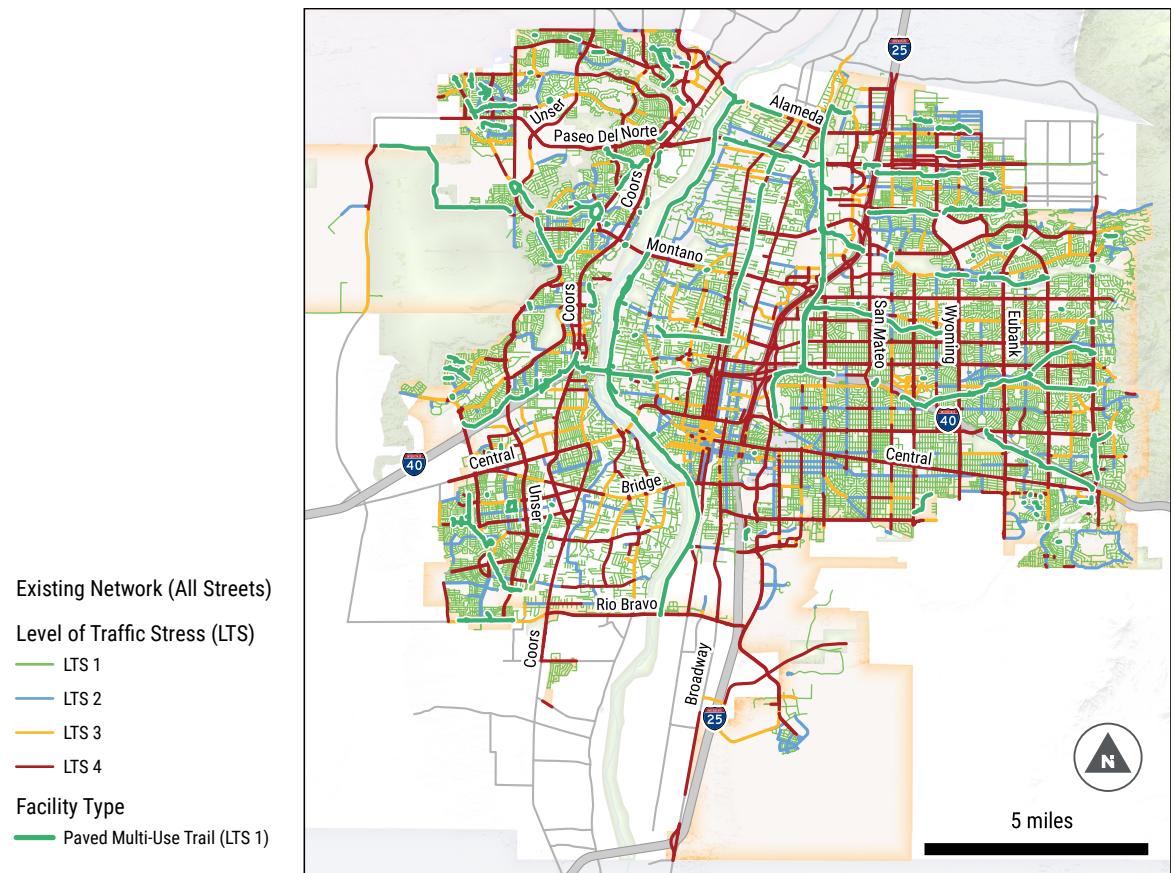 Existing Network (All Streets)
Level of Traffic Stress (LTS)
LTS 1
LTS 2
LTS 3
LTS 4
Facility Type
Paved Multi-Use Trail (LTS 1)
25
Alameda
Unser
Paseo Del Norte
Coors
Montano
Coors
San Mateo
Wyoming
Eubank
40
Central
40
Central
Unser
Bridge
Rio Bravo
Coors
Broadway
25
N
5 miles